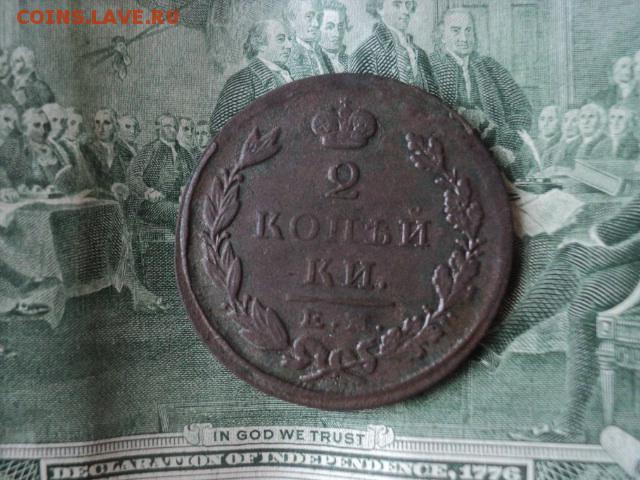 COINS.LAVE.RU
2
КОПѢЙ
КИ.
Е.М.
IN GOD WE TRUST
DECLARATION OF INDEPENDENCE, 1776